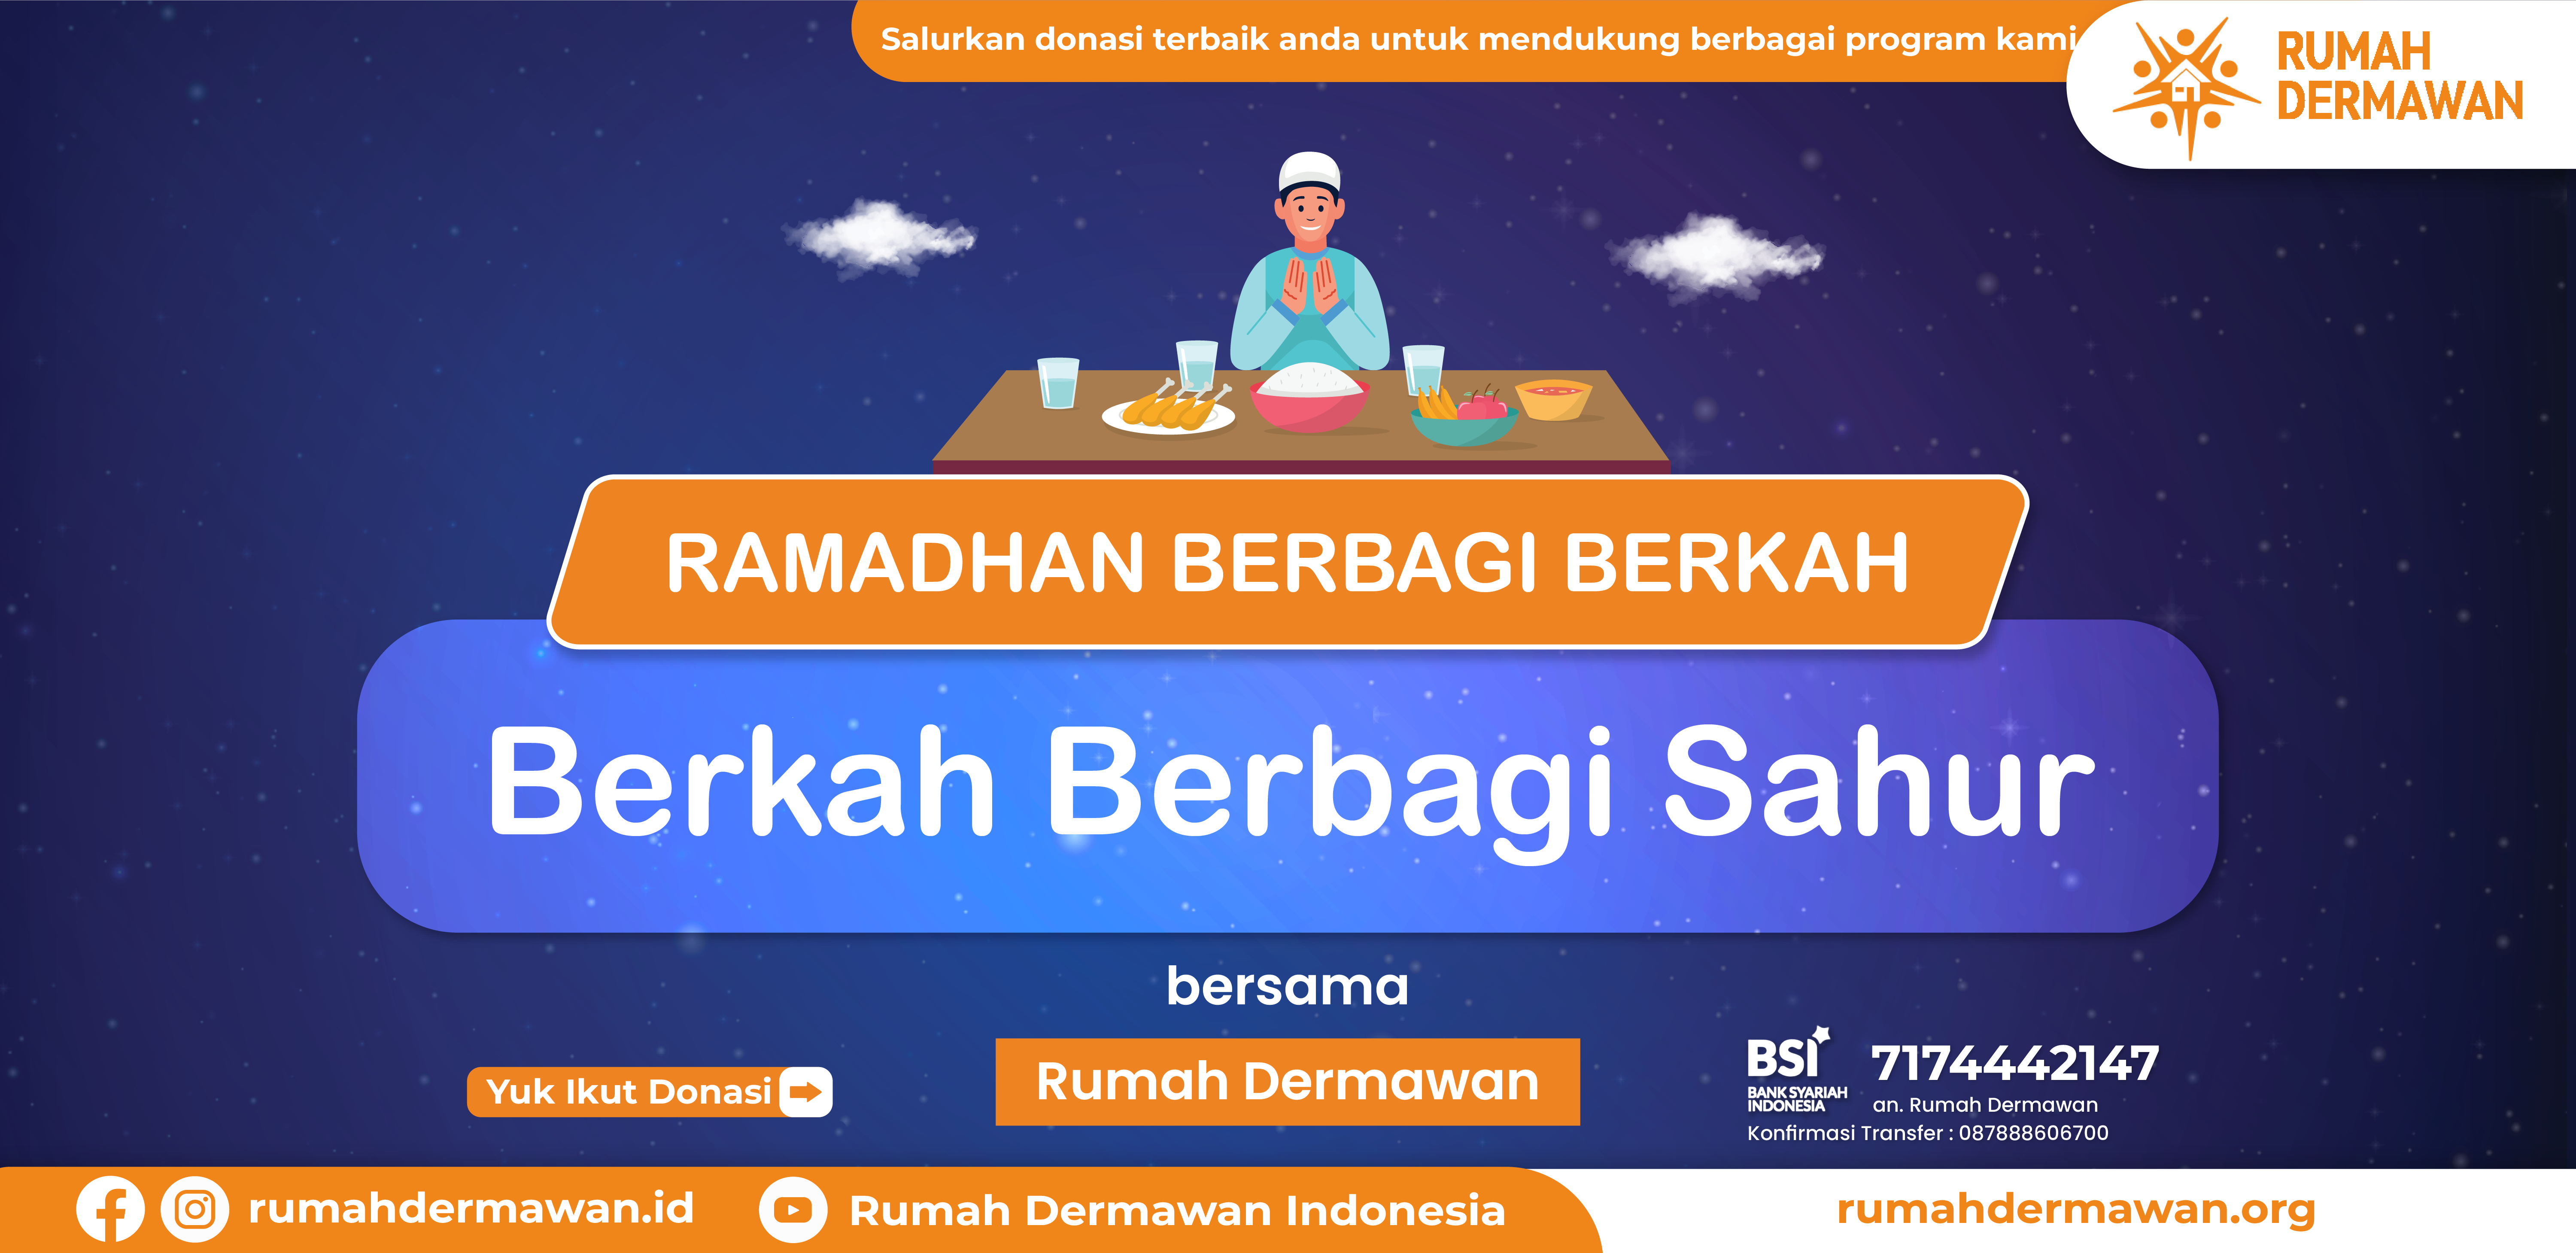 Salurkan donasi terbaik anda untuk mendukung berbagai program kami
RUMAH
DERMAWAN
RAMADHAN BERBAGI BERKAH
Berkah Berbagi Sahur
bersama
Rumah Dermawan
Yuk Ikut Donasi
BSI
BANK SYARIAH
INDONESIA
7174442147
an. Rumah Dermawan
Konfirmasi Transfer : 087888606700
rumahdermawan.id
Rumah Dermawan Indonesia
rumahdermawan.org